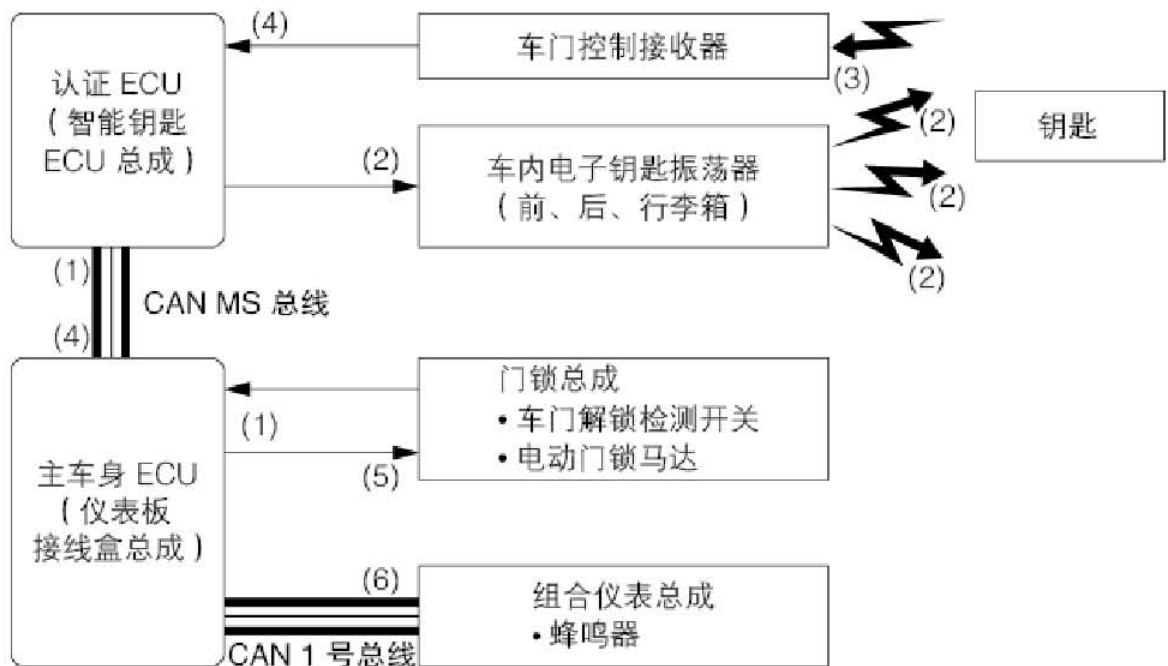 (4)
车门控制接收器
(3)
认证 ECU
( 智能钥匙
ECU 总成 )
(2)
车内电子钥匙振荡器
( 前、后、行李箱 )
(2)
(2)
(2)
钥匙
(1)
CAN MS 总线
(4)
门锁总成
• 车门解锁检测开关
• 电动门锁马达
(1)
(5)
主车身 ECU
( 仪表板
接线盒总成 )
(6)
组合仪表总成
• 蜂鸣器
CAN 1 号总线